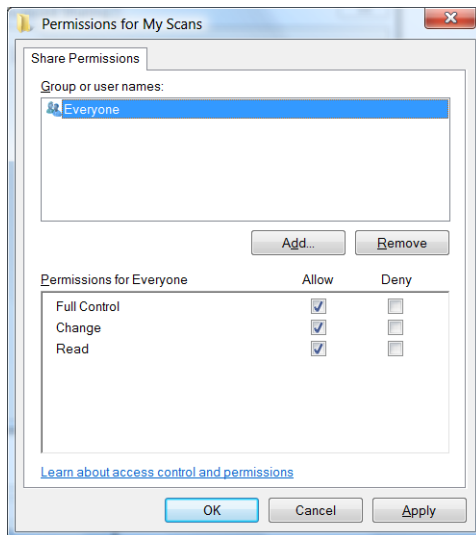 Permissions for My Scans
Share Permissions
Group or user names:
Everyone
Add... Remove
Permissions for Everyone Allow Deny
Full Control
Change
Read
Learn about access control and permissions
OK Cancel Apply